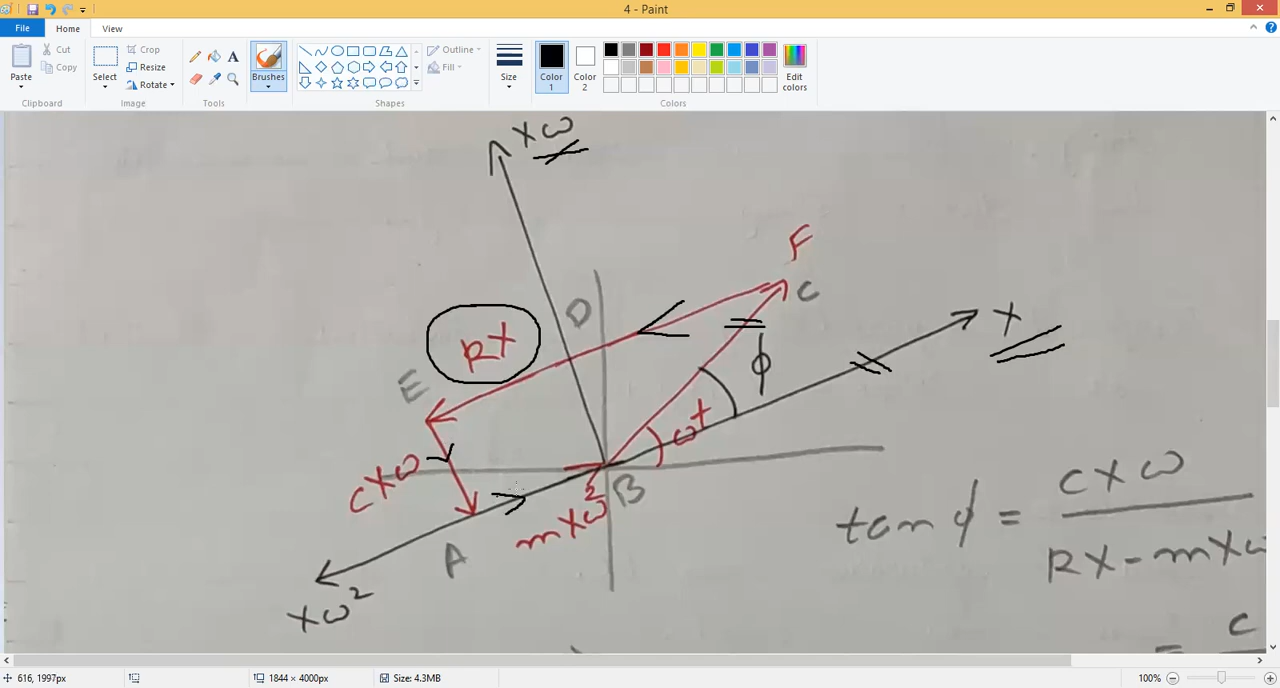 4 - Paint
File
Home
View
Paste
Cut
Copy
Clipboard
Select
Crop
Resize
Rotate
Image
A
Tools
Brushes
Shapes
Outline
Fill
Size
Color 1
Color 2
Edit colors
Colors
Xω
F
C
D
X
RX
ϕ
E
ωt
CXω
B
mXω²
A
Xω²
tan ϕ = CXω
RX - mXω
= C
616, 1997px
1844 × 4000px
Size: 4.3MB
100%